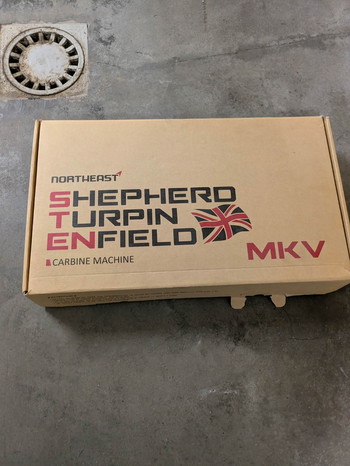 NORTHEAST
SHEPHERD
TURPIN
ENFIELD
MKV
CARBINE MACHINE